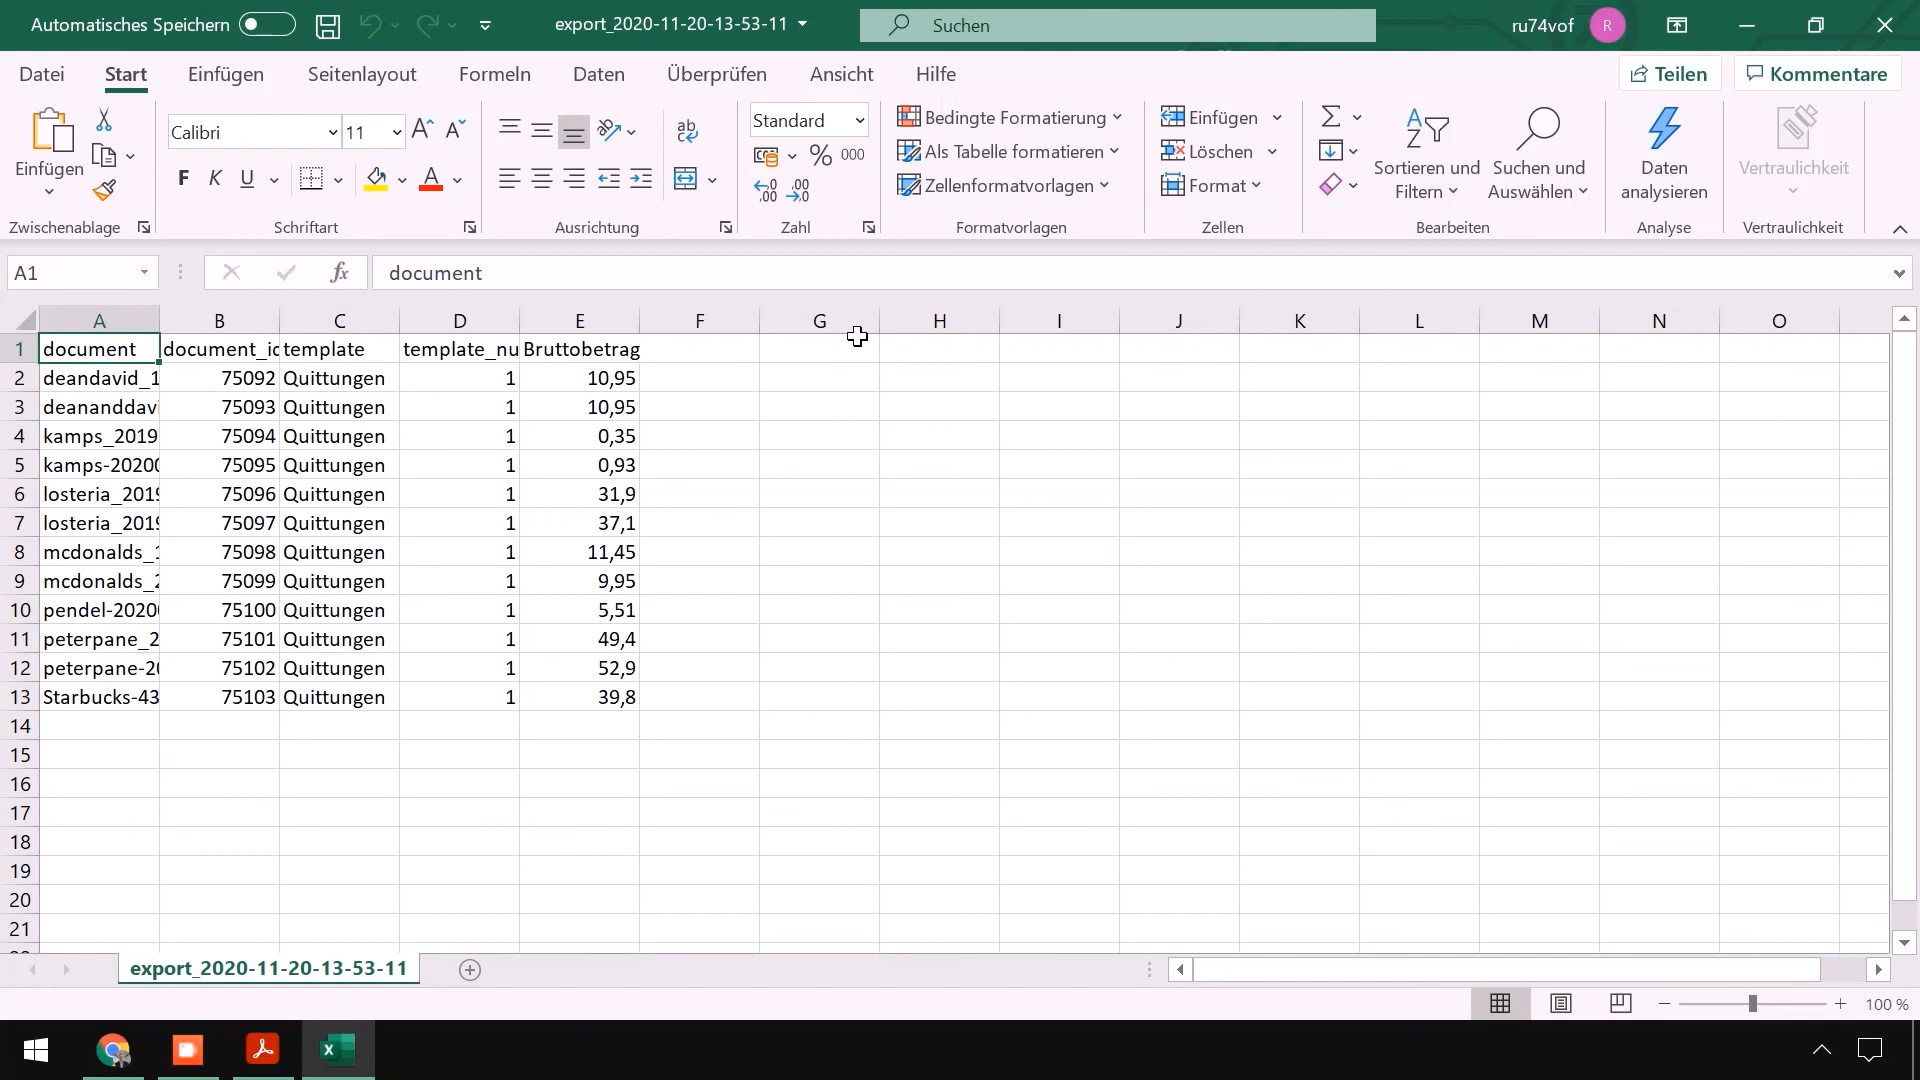 Automatisches Speichern
export_2020-11-20-13-53-11
Suchen
ru74vof
R
Datei Start Einfügen Seitenlayout Formeln Daten Überprüfen Ansicht Hilfe Teilen Kommentare
Einfügen
Calibri 11
F K U
ab
Standard
% 000
Bedingte Formatierung
Als Tabelle formatieren
Zellenformatvorlagen
Einfügen
Löschen
Format
Sortieren und
Filtern
Suchen und
Auswählen
Daten
analysieren
Vertraulichkeit
Zwischenablage Schriftart Ausrichtung Zahl Formatvorlagen Zellen Bearbeiten Analyse Vertraulichkeit
A1 fx document
A B C D E F G H I J K L M N O
1 document document_id template template_nu Bruttobetrag
2 deandavid_1 75092 Quittungen 1 10,95
3 deananddavi 75093 Quittungen 1 10,95
4 kamps_2019 75094 Quittungen 1 0,35
5 kamps-20200 75095 Quittungen 1 0,93
6 losteria_2019 75096 Quittungen 1 31,9
7 losteria_2019 75097 Quittungen 1 37,1
8 mcdonalds_1 75098 Quittungen 1 11,45
9 mcdonalds_2 75099 Quittungen 1 9,95
10 pendel-20200 75100 Quittungen 1 5,51
11 peterpane_2 75101 Quittungen 1 49,4
12 peterpane-20 75102 Quittungen 1 52,9
13 Starbucks-43 75103 Quittungen 1 39,8
14
15
16
17
18
19
20
21
export_2020-11-20-13-53-11
100 %